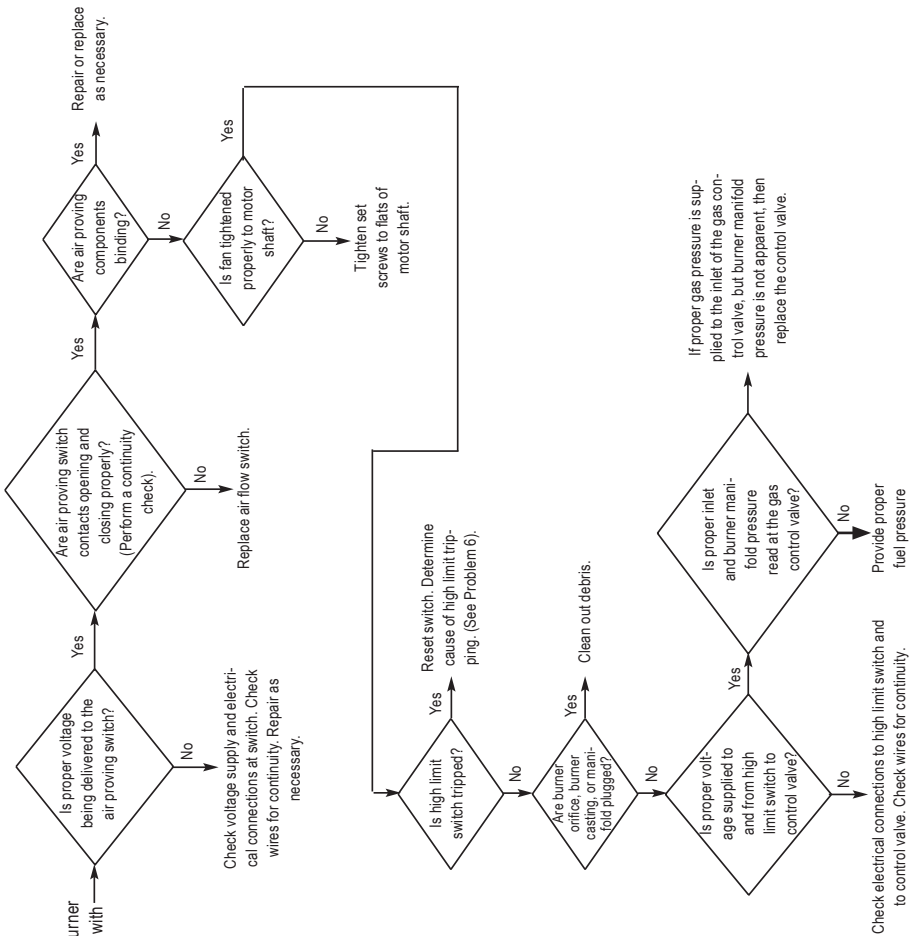 urner
with
Is proper voltage
being delivered to the
air proving switch?
Yes
No
Check voltage supply and electri-
cal connections at switch. Check
wires for continuity. Repair as
necessary.
Are air proving switch
contacts opening and
closing properly?
(Perform a continuity
check).
Yes
No
Replace air flow switch.
Are air proving
components
binding?
Yes
Repair or replace
as necessary.
No
Is fan tightened
properly to motor
shaft?
Yes
No
Tighten set
screws to flats of
motor shaft.
Is high limit
switch tripped?
Yes
Reset switch. Determine
cause of high limit trip-
ping. (See Problem 6).
No
Are burner
orifice, burner
casting, or mani-
fold plugged?
Yes
Clean out debris.
No
Is proper volt-
age supplied to
and from high
limit switch to
control valve?
Yes
No
Check electrical connections to high limit switch and
to control valve. Check wires for continuity.
Is proper inlet
and burner mani-
fold pressure
read at the gas
control valve?
If proper gas pressure is sup-
plied to the inlet of the gas con-
trol valve, but burner manifold
pressure is not apparent, then
replace the control valve.
No
Provide proper
fuel pressure